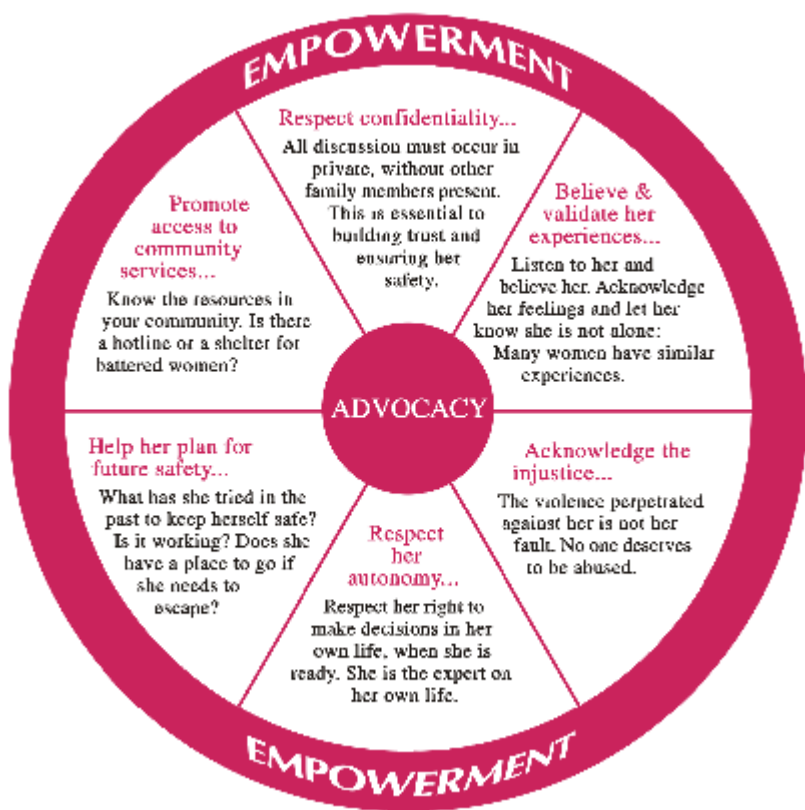 EMPOWERMENT
Respect confidentiality...
All discussion must occur in
private, without other
family members present.
This is essential to
building trust and
ensuring her
safety.
Believe &
validate her
experiences...
Listen to her and
believe her. Acknowledge
her feelings and let her
know she is not alone:
Many women have similar
experiences.
Acknowledge the
injustice...
The violence perpetrated
against her is not her
fault. No one deserves
to be abused.
Respect
her
autonomy...
Respect her right to
make decisions in her
own life, when she is
ready. She is the expert on
her own life.
Help her plan for
future safety...
What has she tried in the
past to keep herself safe?
Is it working? Does she
have a place to go if
she needs to
escape?
Promote
access to
community
services...
Know the resources in
your community. Is there
a hotline or a shelter for
battered women?
ADVOCACY
EMPOWERMENT